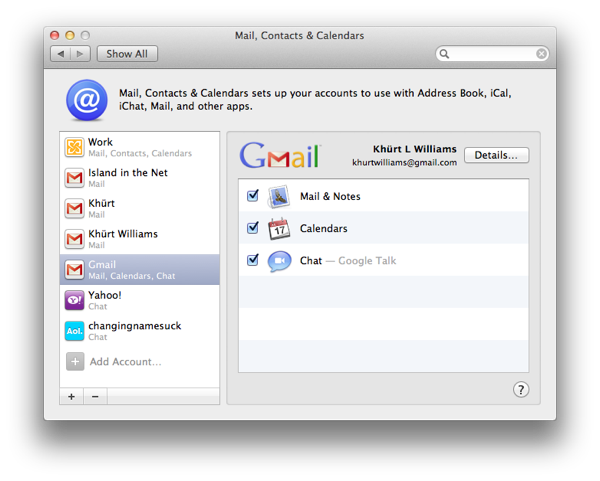 Mail, Contacts & Calendars
Show All
Mail, Contacts & Calendars sets up your accounts to use with Address Book, iCal,
iChat, Mail, and other apps.
Work
Mail, Contacts, Calendars
Island in the Net
Mail
Khürt
Mail
Khürt Williams
Mail
Gmail
Mail, Calendars, Chat
Yahoo!
Chat
Aol.
changingnamesuck
Chat
Add Account...
Gmail
Khürt L Williams
khurtwilliams@gmail.com
Details...
Mail & Notes
17
Calendars
Chat — Google Talk
?